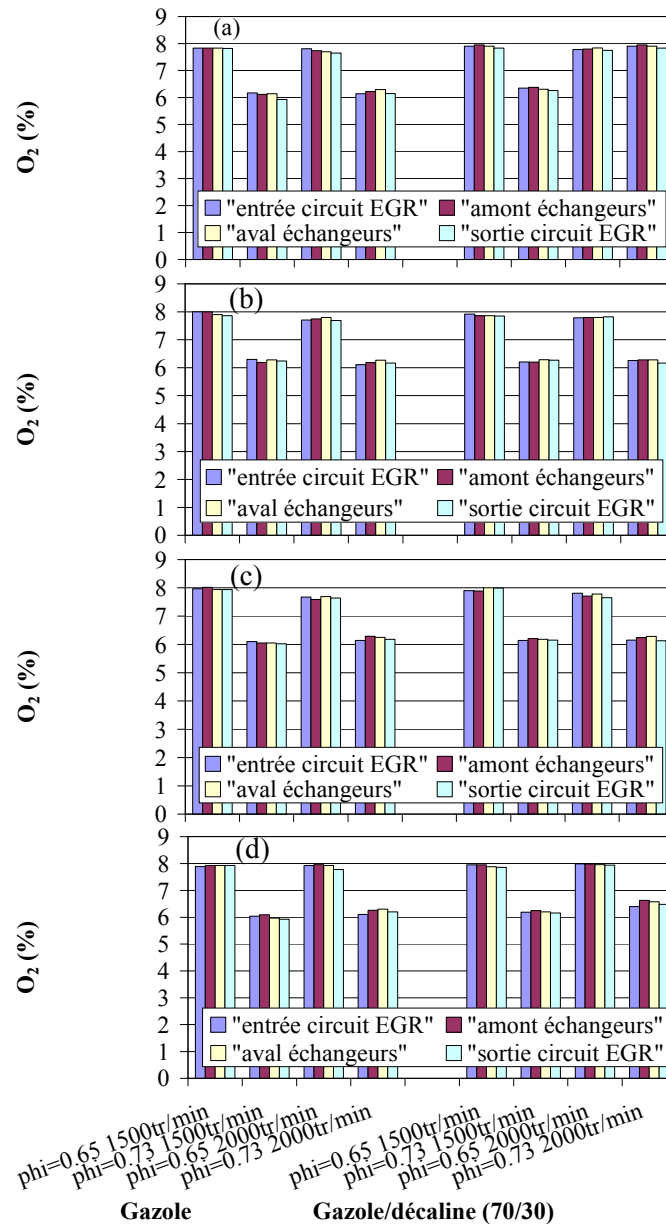 9
8
7
6
5
4
3
2
1
0
O2 (%)
(a)
"entrée circuit EGR" "amont échangeurs"
"aval échangeurs" "sortie circuit EGR"
9
8
7
6
5
4
3
2
1
0
O2 (%)
(b)
"entrée circuit EGR" "amont échangeurs"
"aval échangeurs" "sortie circuit EGR"
9
8
7
6
5
4
3
2
1
0
O2 (%)
(c)
"entrée circuit EGR" "amont échangeurs"
"aval échangeurs" "sortie circuit EGR"
9
8
7
6
5
4
3
2
1
0
O2 (%)
(d)
"entrée circuit EGR" "amont échangeurs"
"aval échangeurs" "sortie circuit EGR"
phi=0.65 1500tr/min
phi=0.73 1500tr/min
phi=0.65 2000tr/min
phi=0.73 2000tr/min
phi=0.65 1500tr/min
phi=0.73 1500tr/min
phi=0.65 2000tr/min
phi=0.73 2000tr/min
Gazole Gazole/décaline (70/30)